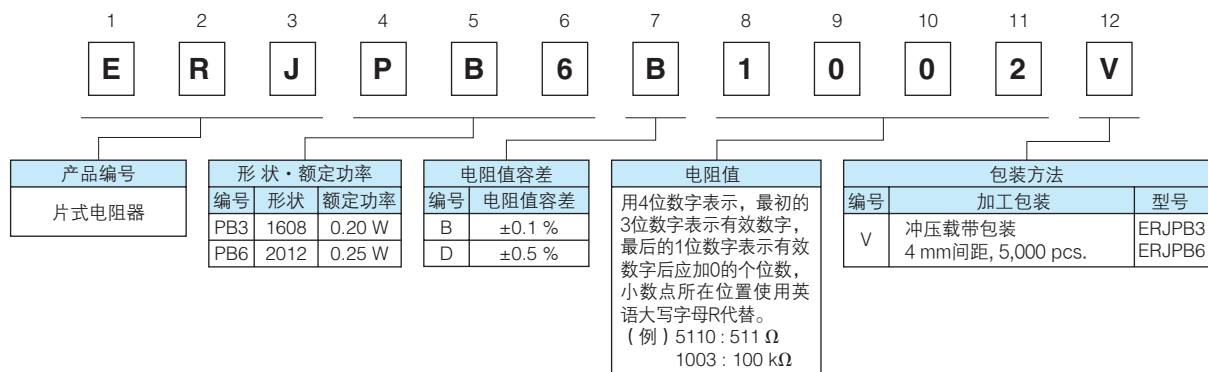 1 2 3 4 5 6 7 8 9 10 11 12
E R J P B 6 B 1 0 0 2 V
产品编号
片式电阻器
形 状・额定功率
编号 形状 额定功率
PB3 1608 0.20 W
PB6 2012 0.25 W
电阻值容差
编号 电阻值容差
B ±0.1 %
D ±0.5 %
电阻值
用4位数字表示，最初的
3位数字表示有效数字，
最后的1位数字表示有效
数字后应加0的个位数，
小数点所在位置使用英
语大写字母R代替。
（例）5110 : 511 Ω
1003 : 100 kΩ
包装方法
编号 加工包装 型号
V 冲压载带包装 ERJPB3
4 mm间距, 5,000 pcs. ERJPB6